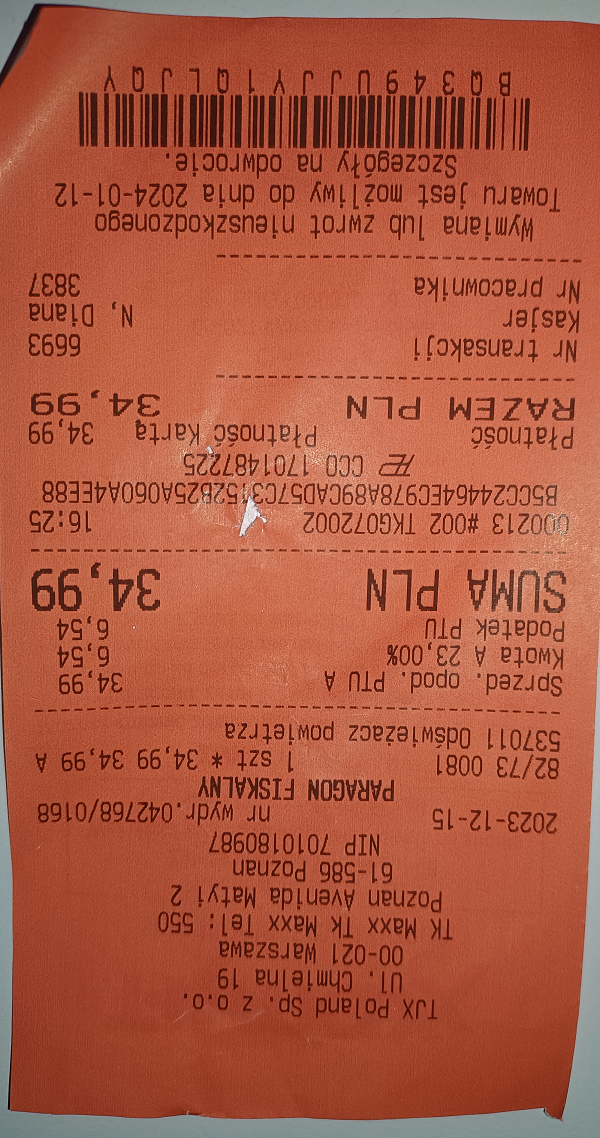 TJX Poland Sp. z o.o.
Ul. Chmielna 19
00-021 Warszawa
TK Maxx Tk Maxx Tel: 550
Poznan Avenida Matyi 2
61-586 Poznan
NIP 7010180987
2023-12-15 nr wydr.042768/0168
PARAGON FISKALNY
82/73 0081 1 szt * 34,99 34,99 A
537011 Odświeżacz powietrza
Sprzed. opod. PTU A 34,99
Kwota A 23,00% 6,54
Podatek PTU 6,54
SUMA PLN 34,99
000213 #002 TKG072002 16:25
B5CC24464EC978A89CAD57C3152B25A060A4EE88
CCO 1701487225
Płatność Płatność Kartą 34,99
RAZEM PLN 34,99
Nr transakcji 6693
Kasjer N, Diana
Nr pracownika 3837
Wymiana lub zwrot nieuszkodzonego
Towaru jest możliwy do dnia 2024-01-12
Szczegóły na odwrocie.
BQ349UJJY1QLJQY